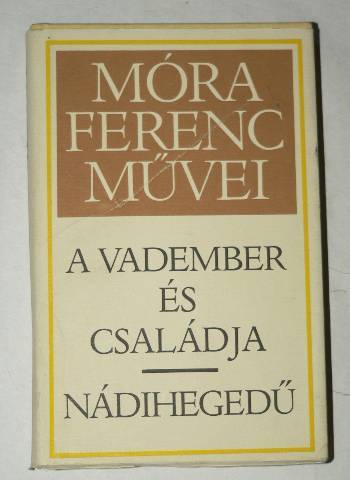 MÓRA
FERENC
MŰVEI
A VADEMBER
ÉS
CSALÁDJA
NÁDIHEGEDŰ